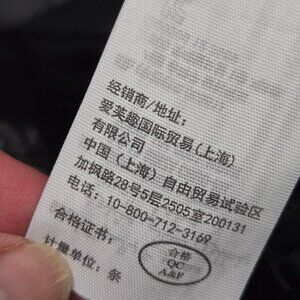 经销商/地址:
爱芙趣国际贸易(上海)
有限公司
中国(上海)自由贸易试验区
加枫路28号5层2505室200131
电话: 10-800-712-3169
合格证书:
合格
QC
A&F
计量单位: 条